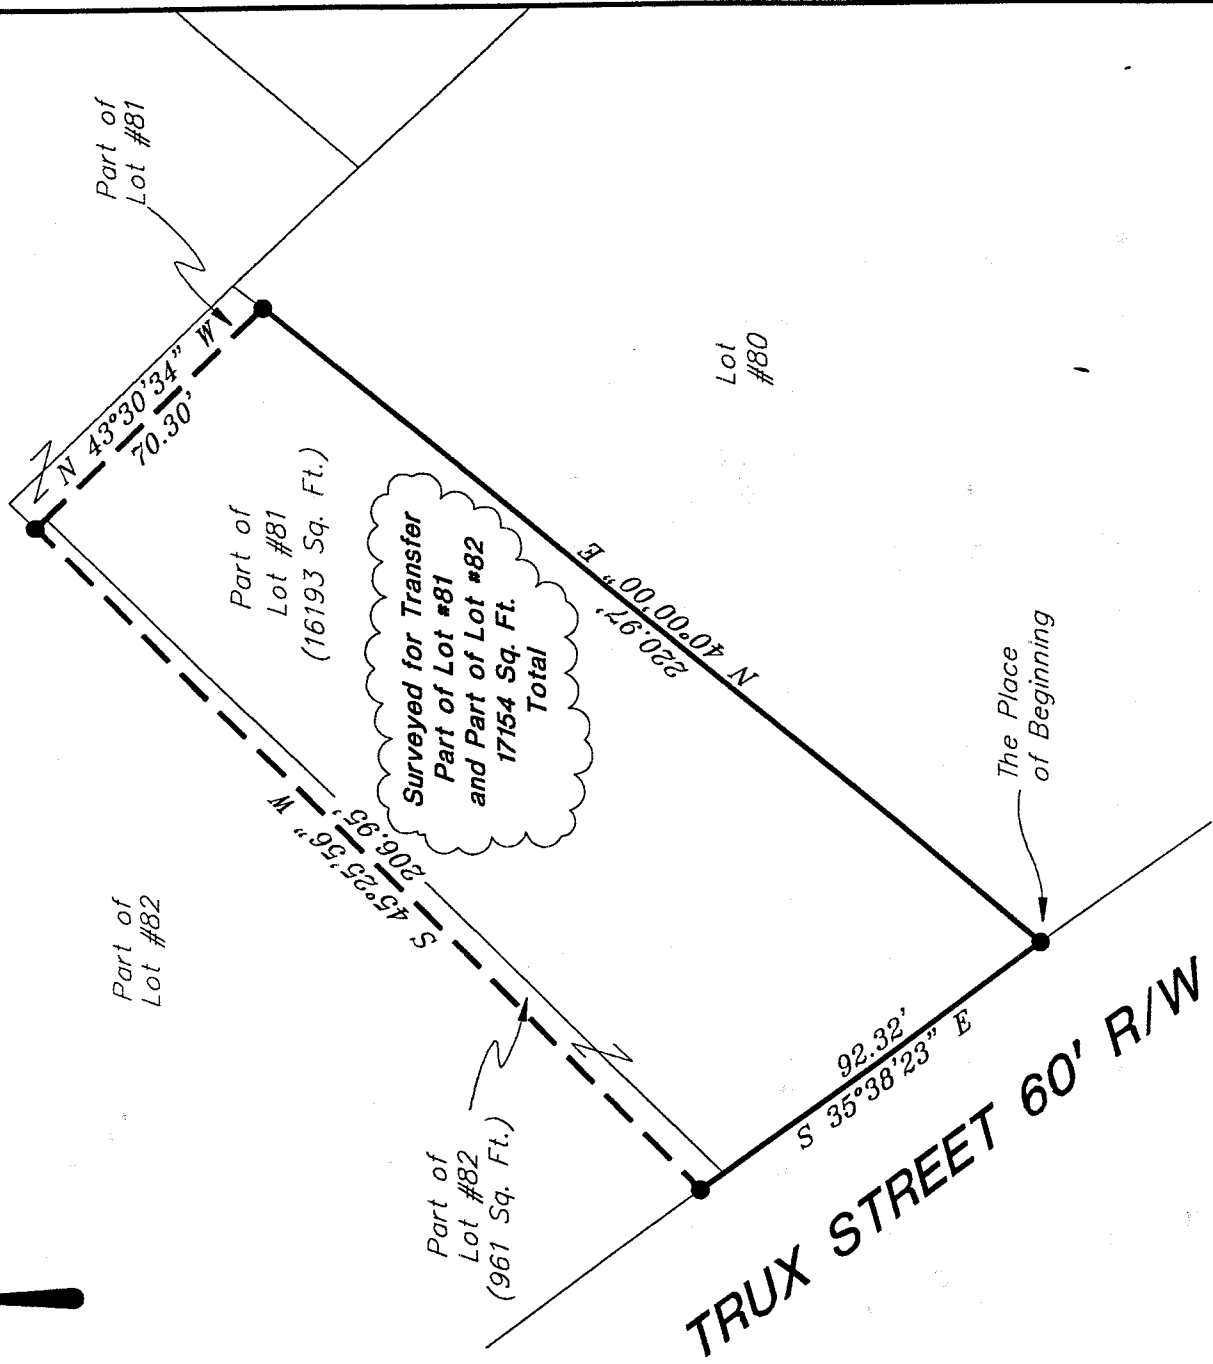 Part of
Lot #81
N 43°30'34" W
70.30'
Part of
Lot #81
(16193 Sq. Ft.)
Lot
#80
Surveyed for Transfer
Part of Lot #81
and Part of Lot #82
17154 Sq. Ft.
Total
N 40°00'00" E
220.97'
S 45°25'56" W
206.95'
Part of
Lot #82
The Place
of Beginning
Part of
Lot #82
(961 Sq. Ft.)
92.32'
S 35°38'23" E
TRUX STREET 60' R/W